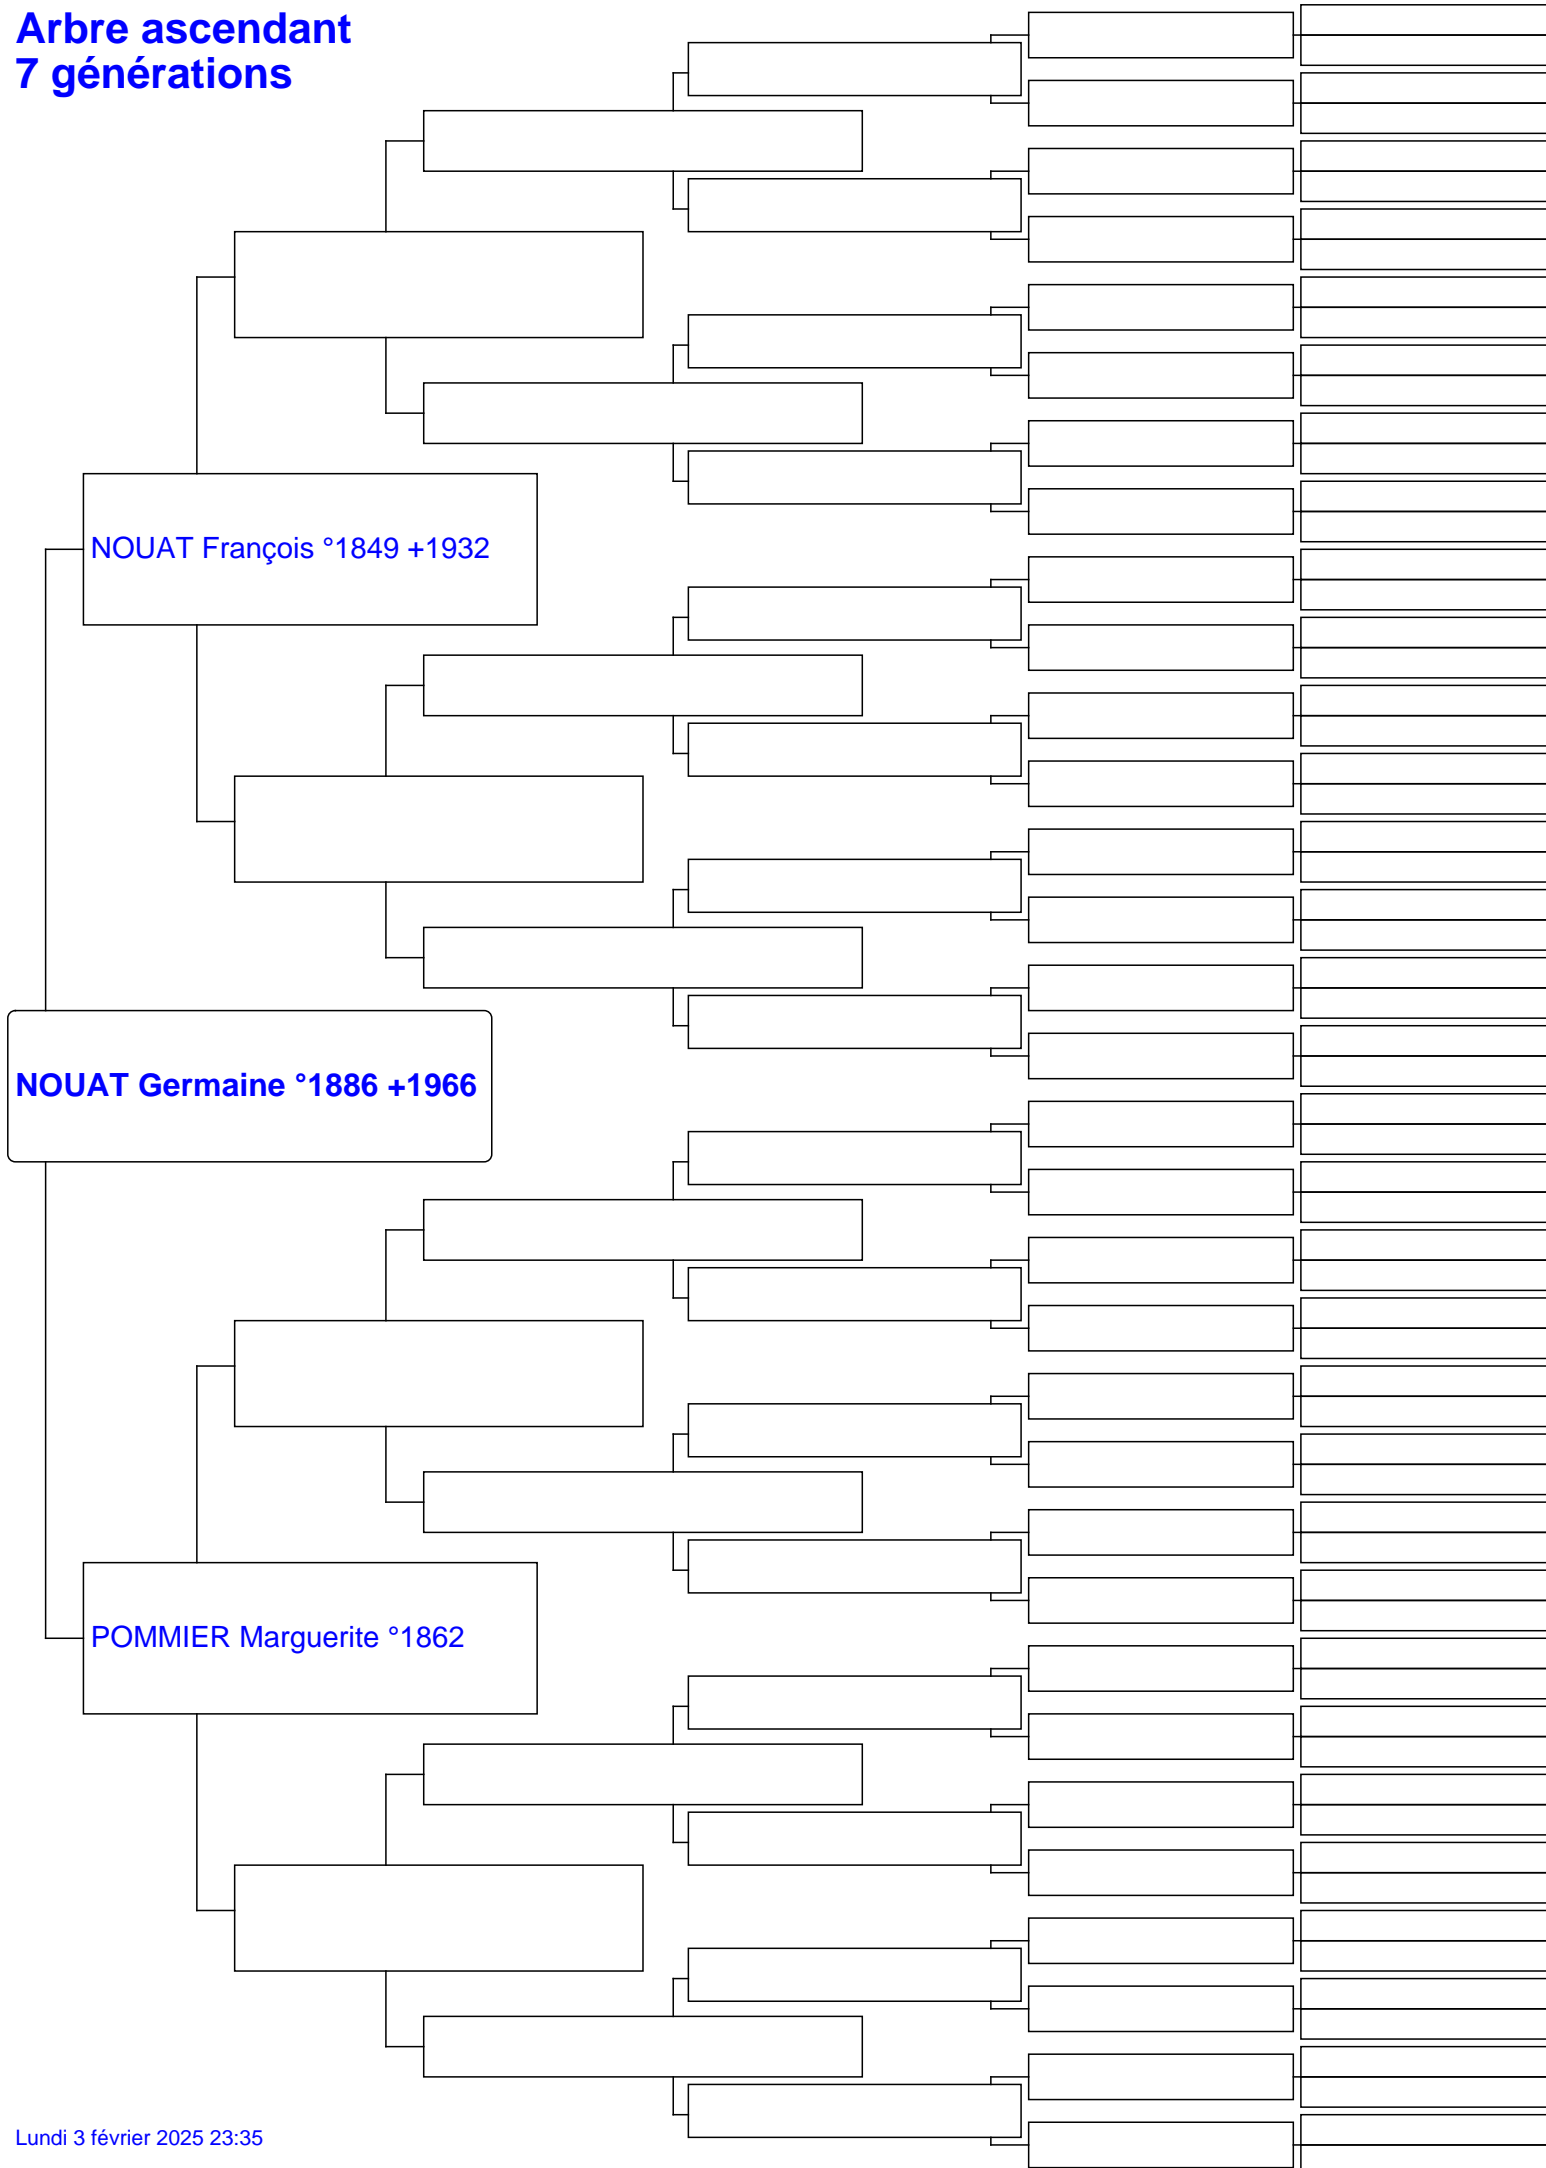 Arbre ascendant
7 générations
NOUAT François °1849 +1932
NOUAT Germaine °1886 +1966
POMMIER Marguerite °1862
Lundi 3 février 2025 23:35